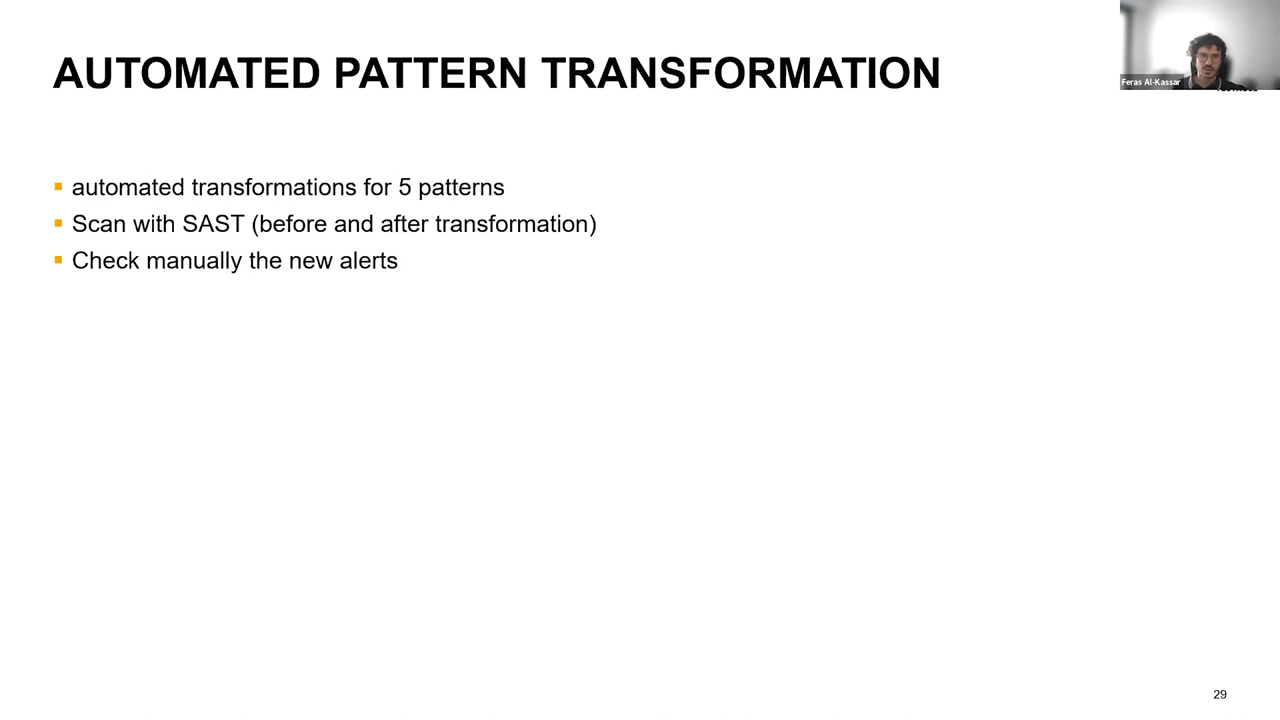 AUTOMATED PATTERN TRANSFORMATION
Feras Al-Kassar
automated transformations for 5 patterns
Scan with SAST (before and after transformation)
Check manually the new alerts
29